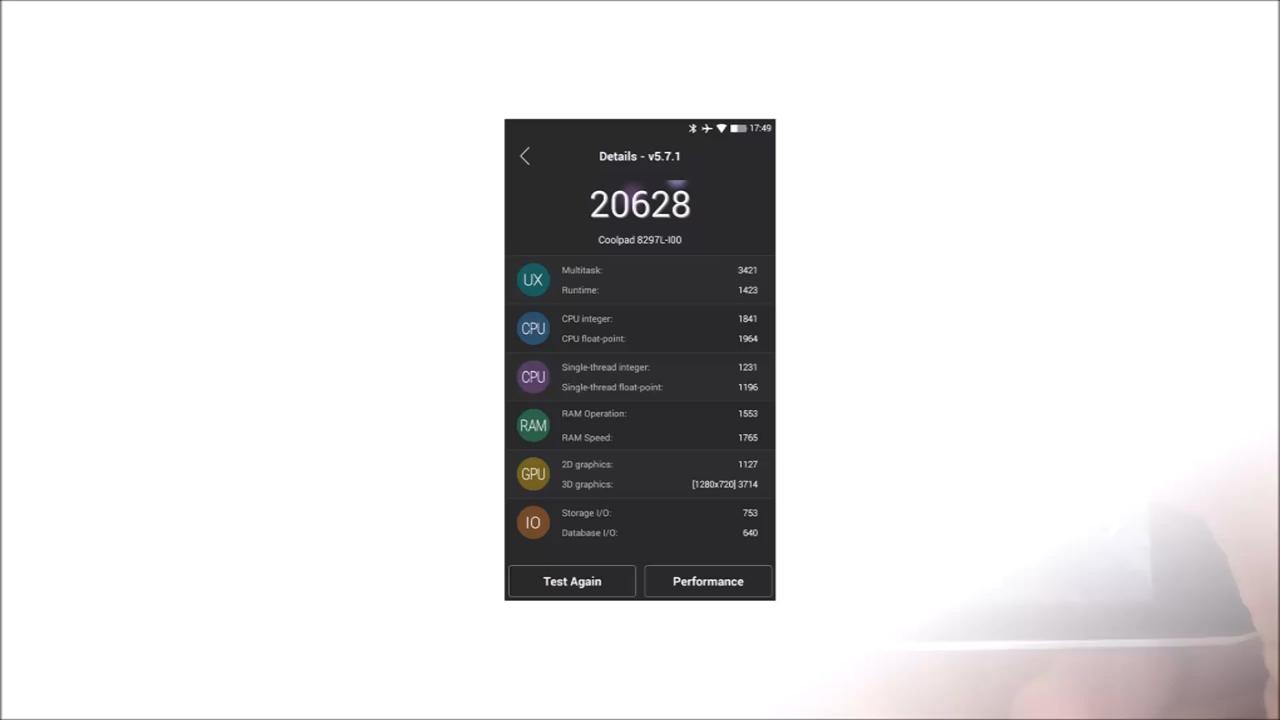 17:49
Details - v5.7.1
20628
Coolpad 8297L-I00
UX
Multitask: 3421
Runtime: 1423
CPU
CPU integer: 1841
CPU float-point: 1964
CPU
Single-thread integer: 1231
Single-thread float-point: 1196
RAM
RAM Operation: 1553
RAM Speed: 1765
GPU
2D graphics: 1127
3D graphics: [1280x720] 3714
IO
Storage I/O: 753
Database I/O: 640
Test Again Performance